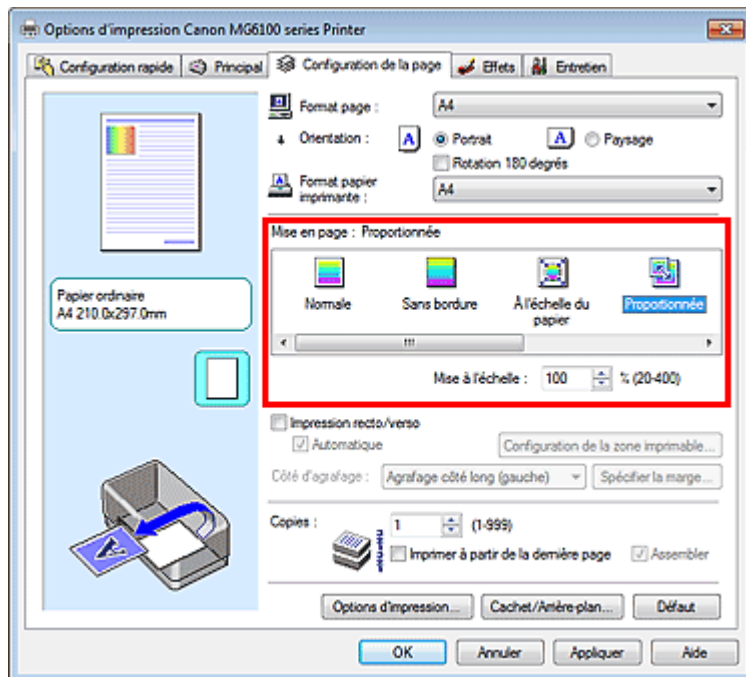 Options d'impression Canon MG6100 series Printer
Configuration rapide Principal Configuration de la page Effets Entretien
Format page : A4
Orientation : A Portrait A Paysage
Rotation 180 degrés
Format papier imprimante : A4
Mise en page : Proportionnée
Normale Sans bordure À l'échelle du papier Proportionnée
Papier ordinaire
A4 210.0x297.0mm
Mise à l'échelle : 100 % (20-400)
Impression recto/verso
Automatique Configuration de la zone imprimable...
Côté d'agrafage : Agrafage côté long (gauche) Spécifier la marge...
Copies : 1 (1-999)
Imprimer à partir de la dernière page Assembler
Options d'impression... Cachet/Arrière-plan... Défaut
OK Annuler Appliquer Aide